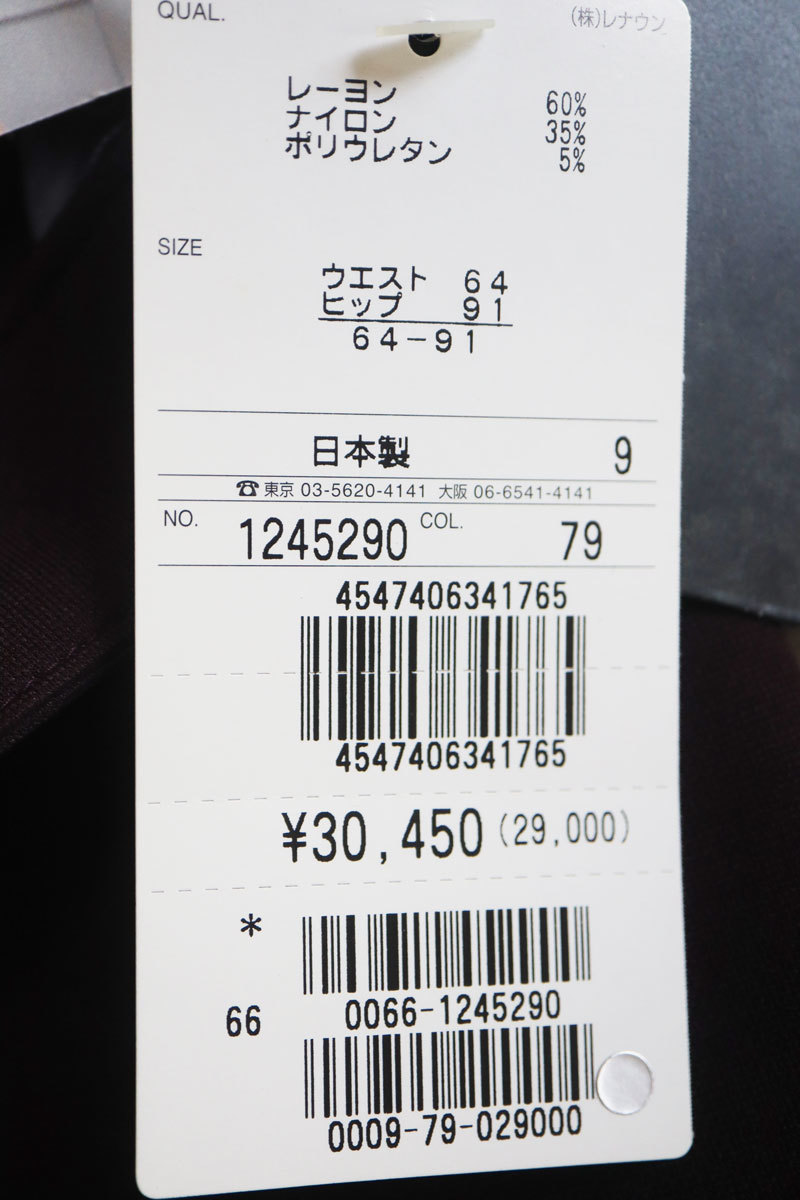 QUAL. (株)レナウン
レーヨン 60%
ナイロン 35%
ポリウレタン 5%
SIZE
ウエスト 64
ヒップ 91
64-91
日本製 9
☎東京 03-5620-4141 大阪 06-6541-4141
NO. 1245290 COL. 79
4547406341765
4547406341765
¥30,450 (29,000)
*
66 0066-1245290
0009-79-029000